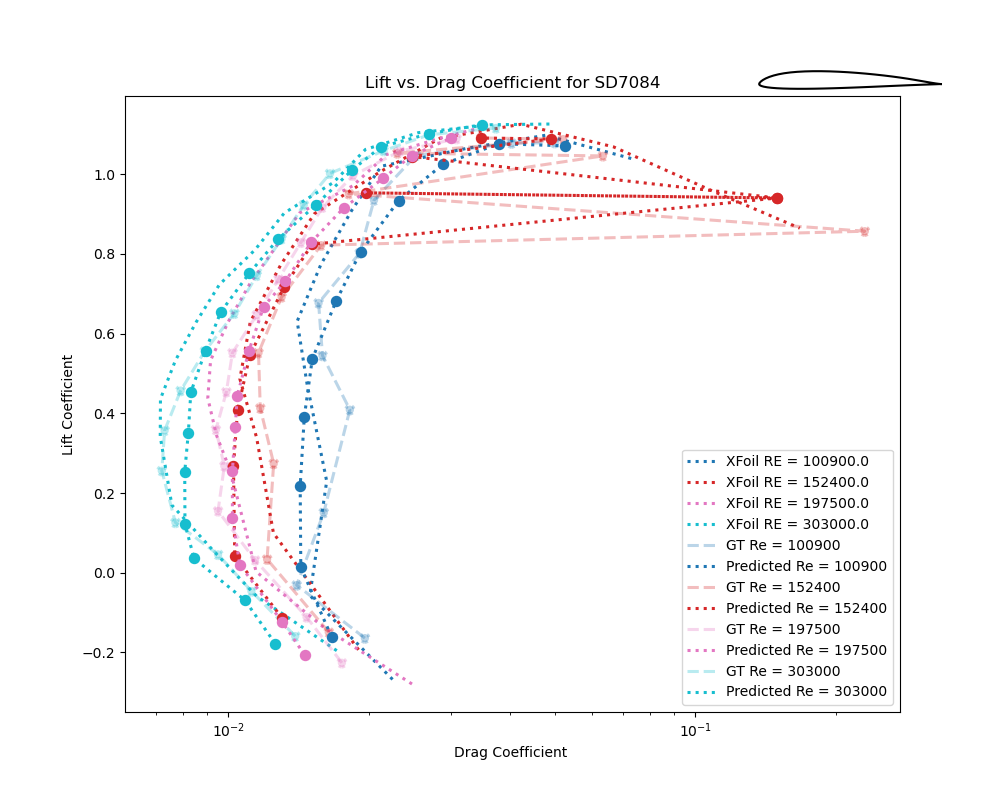 Lift vs. Drag Coefficient for SD7084
1.0
0.8
0.6
0.4
0.2
0.0
−0.2
Lift Coefficient
XFoil RE = 100900.0
XFoil RE = 152400.0
XFoil RE = 197500.0
XFoil RE = 303000.0
GT Re = 100900
Predicted Re = 100900
GT Re = 152400
Predicted Re = 152400
GT Re = 197500
Predicted Re = 197500
GT Re = 303000
Predicted Re = 303000
10⁻² 10⁻¹
Drag Coefficient